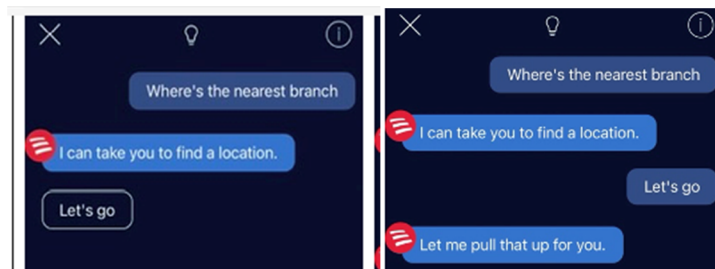 Where's the nearest branch
I can take you to find a location.
Let's go
Where's the nearest branch
I can take you to find a location.
Let's go
Let me pull that up for you.